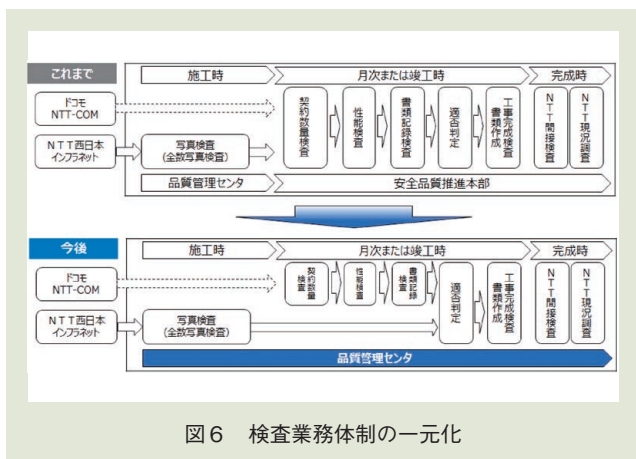 これまで
施工時
月次または竣工時
完成時
ドコモ
NTT-COM
NTT西日本
インフラネット
写真検査
(全数写真検査)
契約数量検査
性能検査
書類記録検査
適否判定
工事完成検査
書類作成
NTT間接検査
NTT現況調査
品質管理センタ
安全品質推進本部
今後
施工時
月次または竣工時
完成時
ドコモ
NTT-COM
NTT西日本
インフラネット
写真検査
(全数写真検査)
契約数量
検査
性能検査
書類記録
検査
適否判定
工事完成検査
書類作成
NTT間接検査
NTT現況調査
品質管理センタ
図6 検査業務体制の一元化